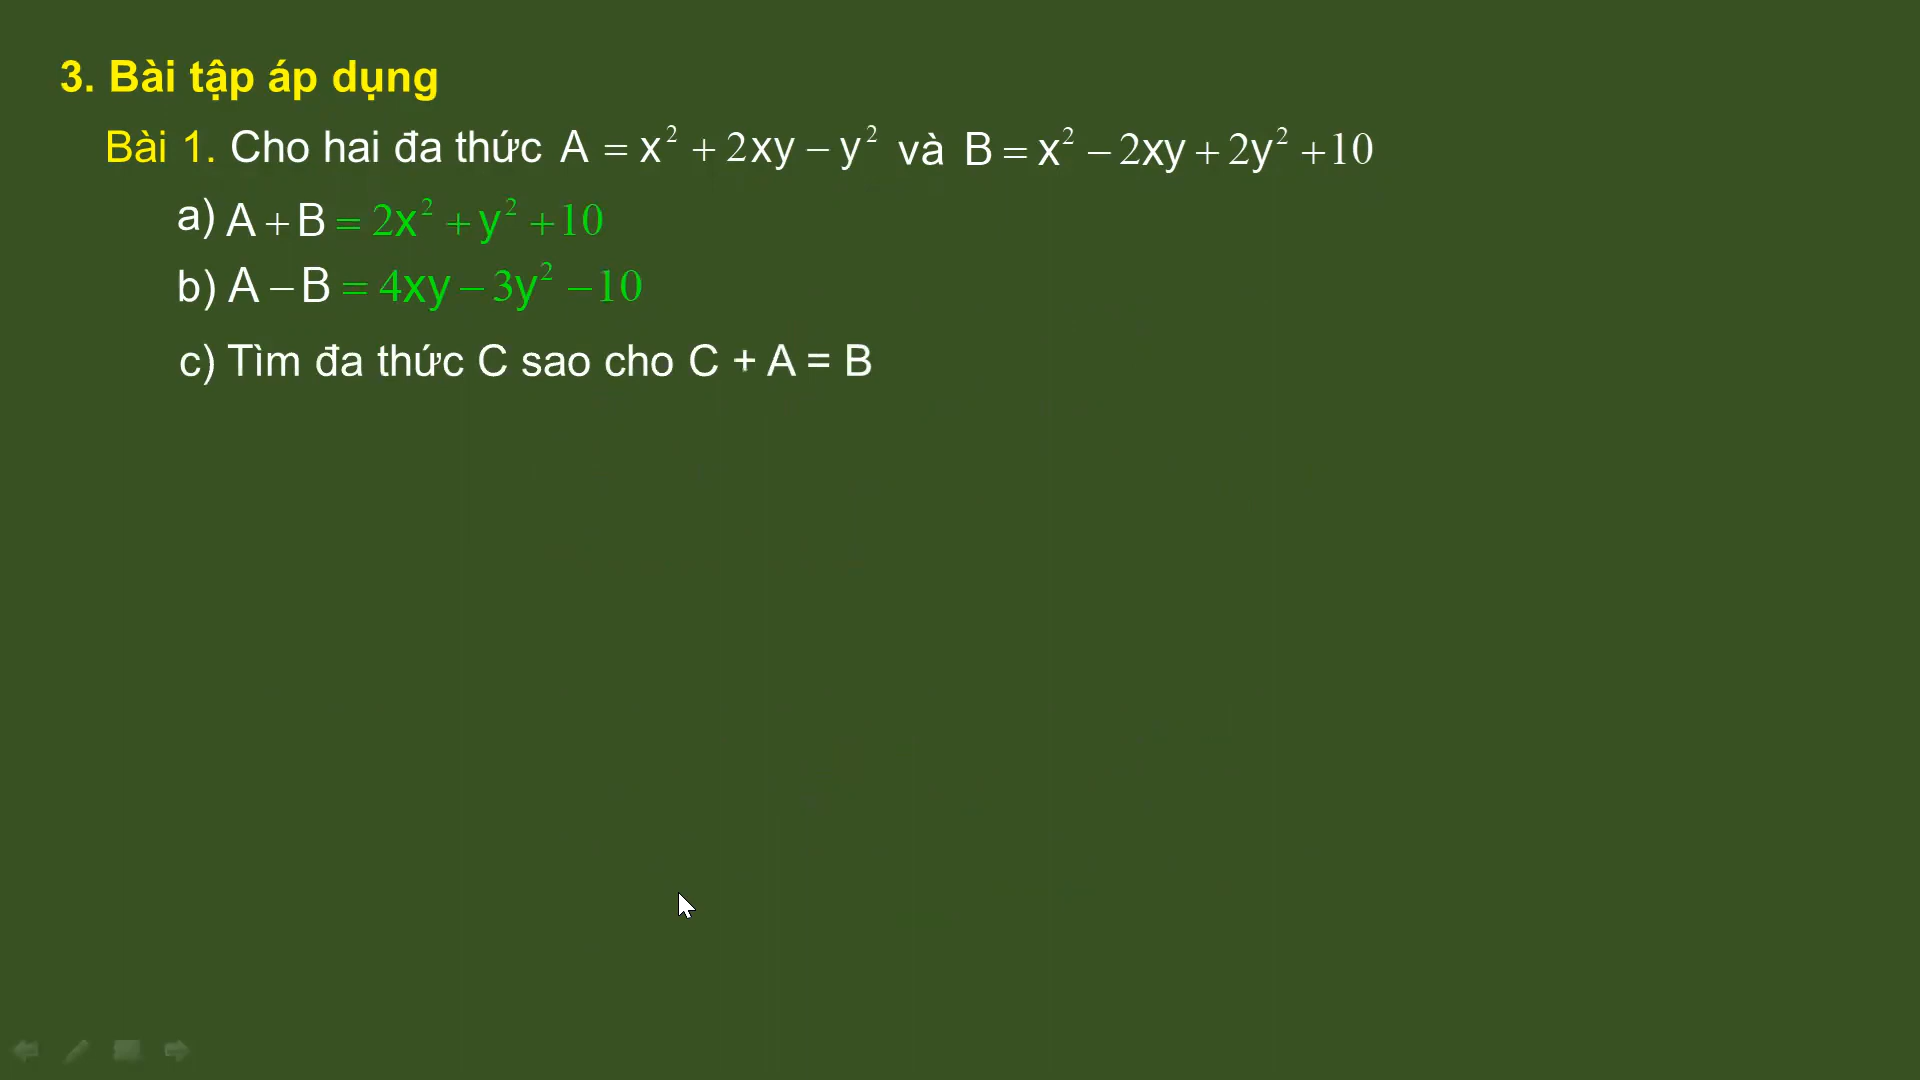 3. Bài tập áp dụng
Bài 1. Cho hai đa thức A = x² + 2xy − y² và B = x² − 2xy + 2y² + 10
a) A + B = 2x² + y² + 10
b) A − B = 4xy − 3y² − 10
c) Tìm đa thức C sao cho C + A = B